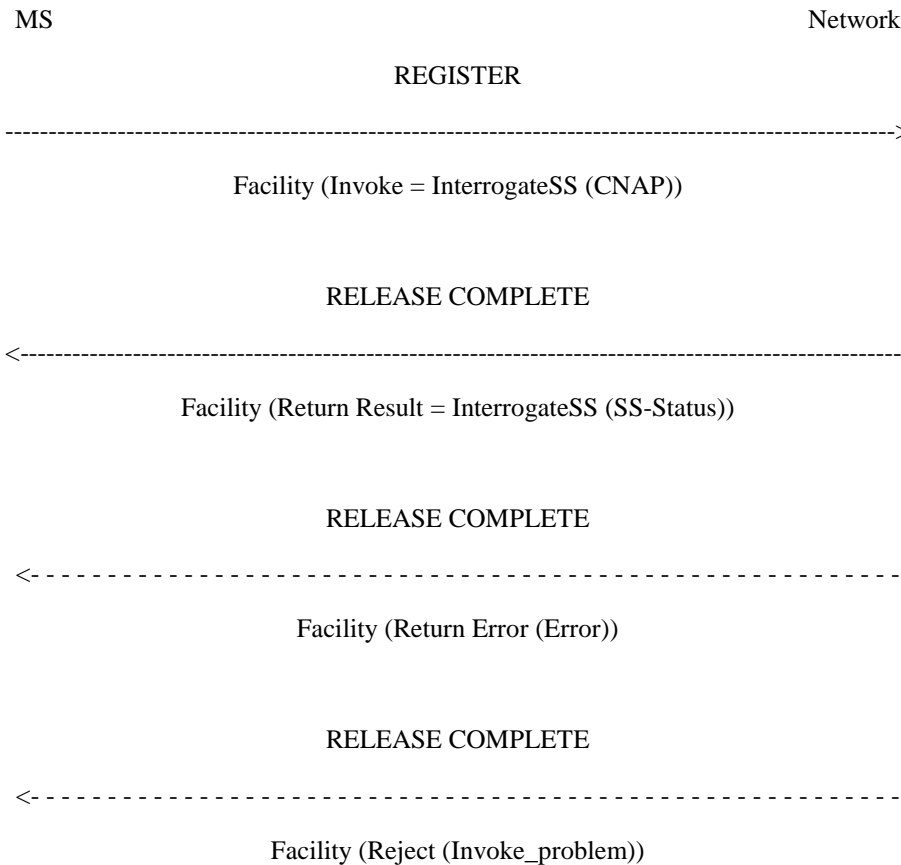 MS Network
REGISTER
------------------------------------------------------------------------------------------------------->
Facility (Invoke = InterrogateSS (CNAP))
RELEASE COMPLETE
<------------------------------------------------------------------------------------------------------
Facility (Return Result = InterrogateSS (SS-Status))
RELEASE COMPLETE
<- - - - - - - - - - - - - - - - - - - - - - - - - - - - - - - - - - - - - - - - - - - - - - - - - - - - - - - - -
Facility (Return Error (Error))
RELEASE COMPLETE
<- - - - - - - - - - - - - - - - - - - - - - - - - - - - - - - - - - - - - - - - - - - - - - - - - - - - - - - - -
Facility (Reject (Invoke_problem))